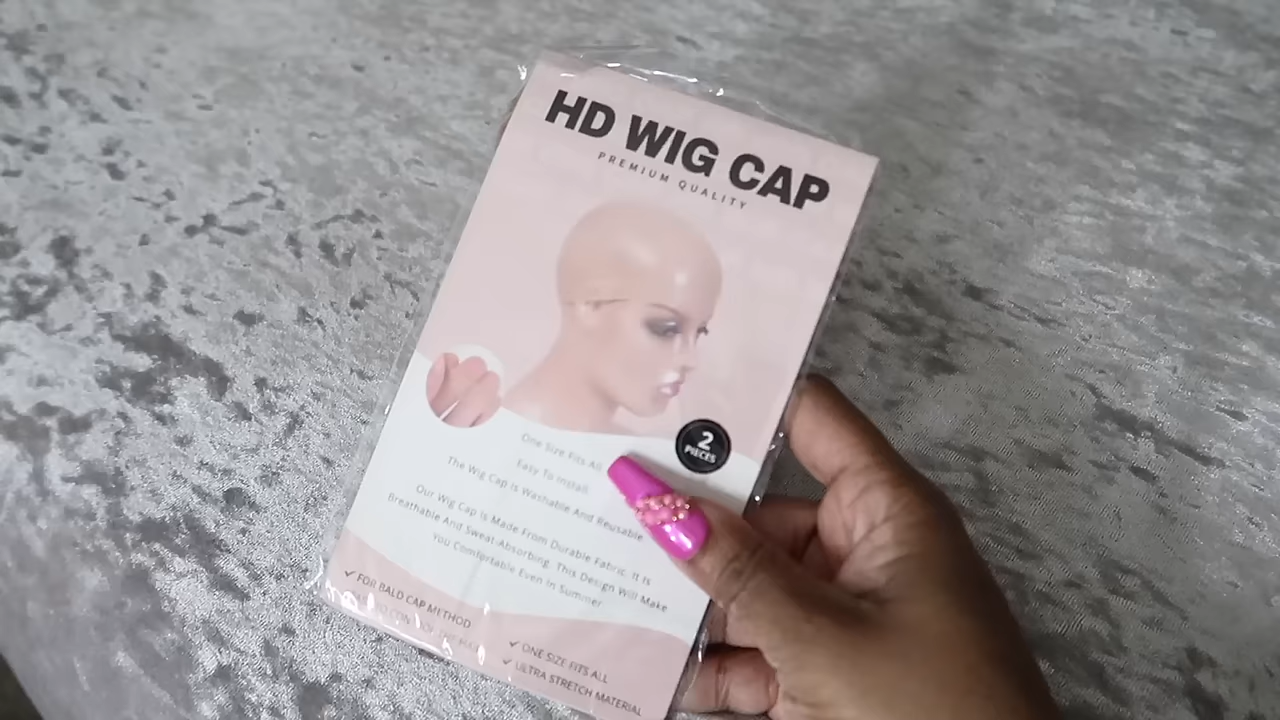 HD WIG CAP
PREMIUM QUALITY
2
PIECES
One Size Fits All
Easy To Install
The Wig Cap Is Washable And Reusable
Our Wig Cap Is Made From Durable Fabric. It Is
Breathable And Sweat-Absorbing. This Design Will Make
You Comfortable Even In Summer
✓ FOR BALD CAP METHOD
✓ ONE SIZE FITS ALL
✓ ULTRA STRETCH MATERIAL